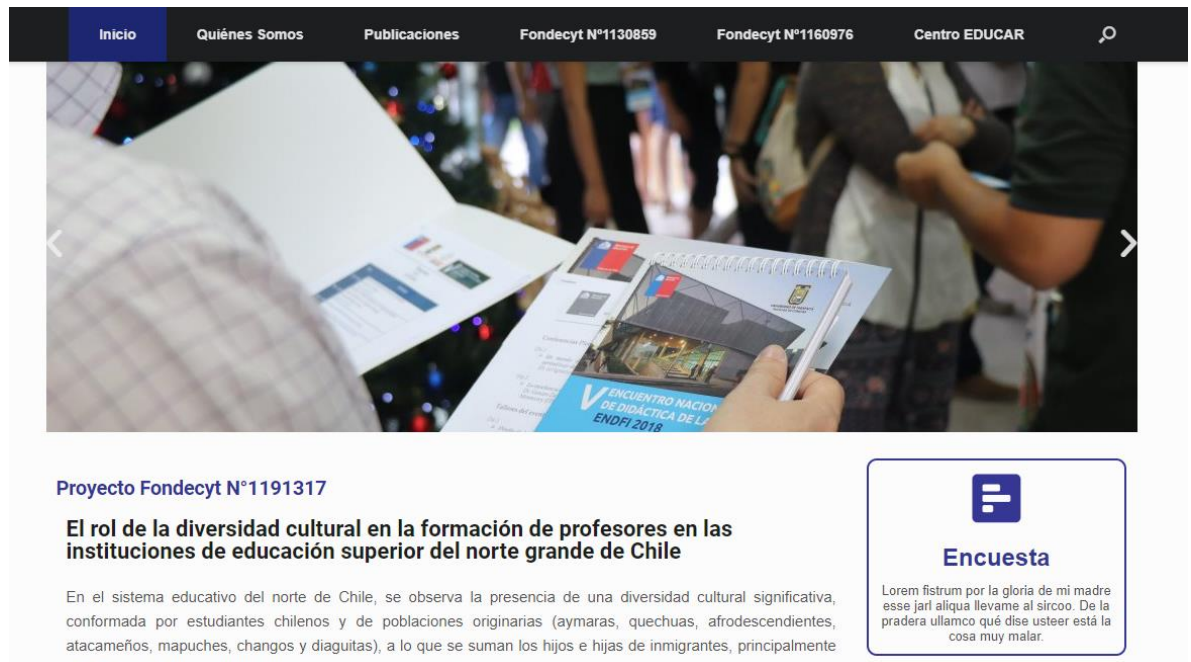 Inicio Quiénes Somos Publicaciones Fondecyt Nº1130859 Fondecyt Nº1160976 Centro EDUCAR
V ENCUENTRO NACION
DE DIDÁCTICA DE LA
ENDFI 2018
Proyecto Fondecyt N°1191317
El rol de la diversidad cultural en la formación de profesores en las
instituciones de educación superior del norte grande de Chile
En el sistema educativo del norte de Chile, se observa la presencia de una diversidad cultural significativa,
conformada por estudiantes chilenos y de poblaciones originarias (aymaras, quechuas, afrodescendientes,
atacameños, mapuches, changos y diaguitas), a lo que se suman los hijos e hijas de inmigrantes, principalmente
Encuesta
Lorem fistrum por la gloria de mi madre
esse jarl aliqua llevame al sircoo. De la
pradera ullamco qué dise usteer está la
cosa muy malar.